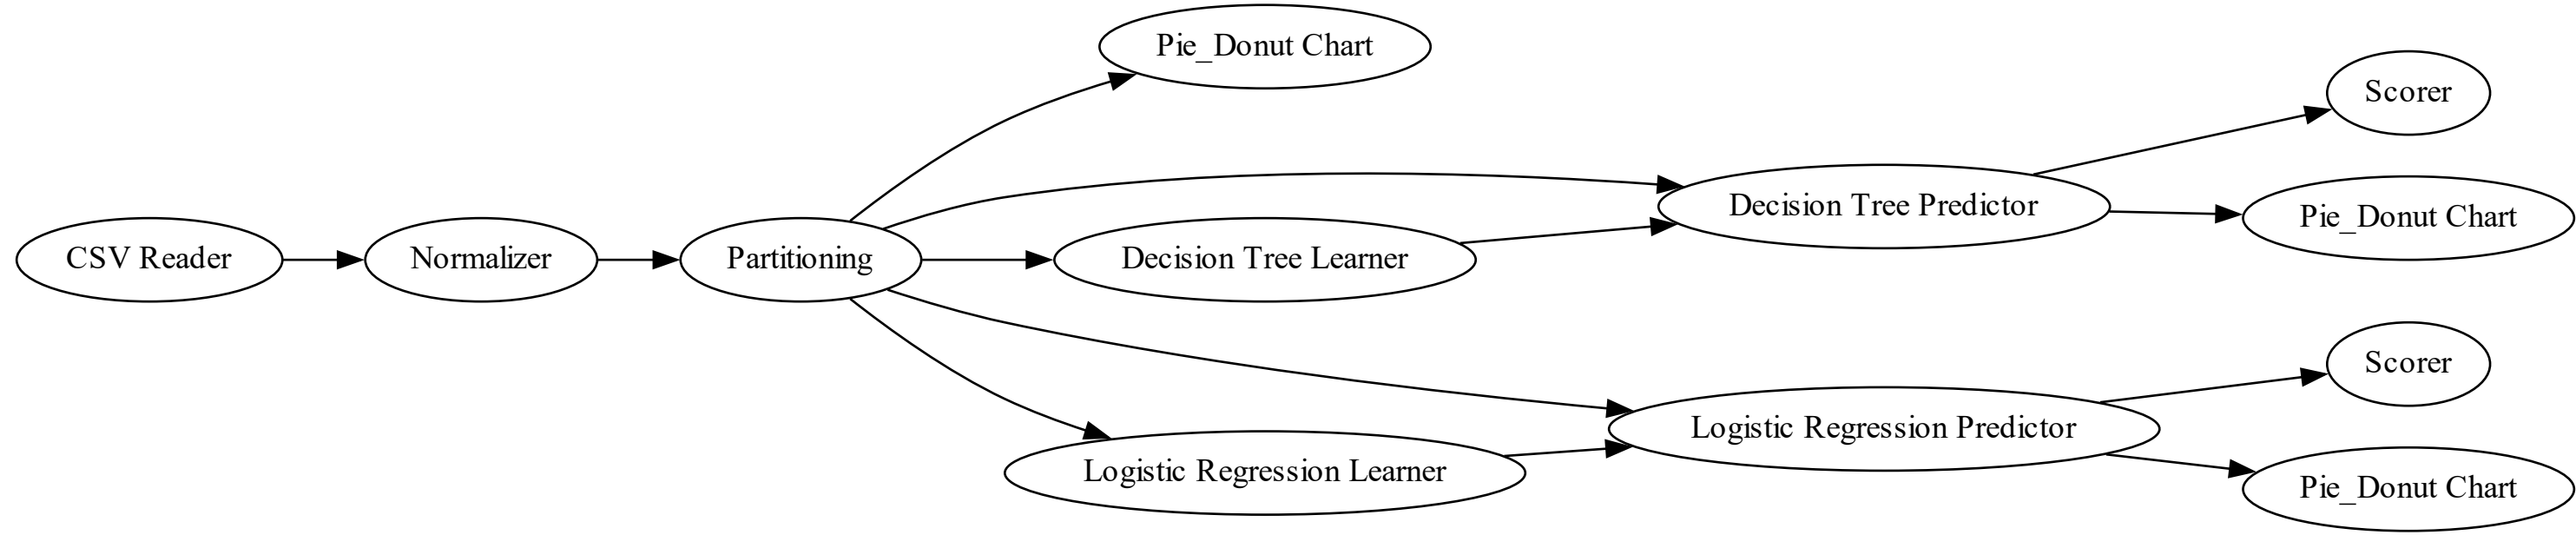 Pie_Donut Chart
Scorer
Decision Tree Predictor
Pie_Donut Chart
CSV Reader
Normalizer
Partitioning
Decision Tree Learner
Scorer
Logistic Regression Predictor
Logistic Regression Learner
Pie_Donut Chart